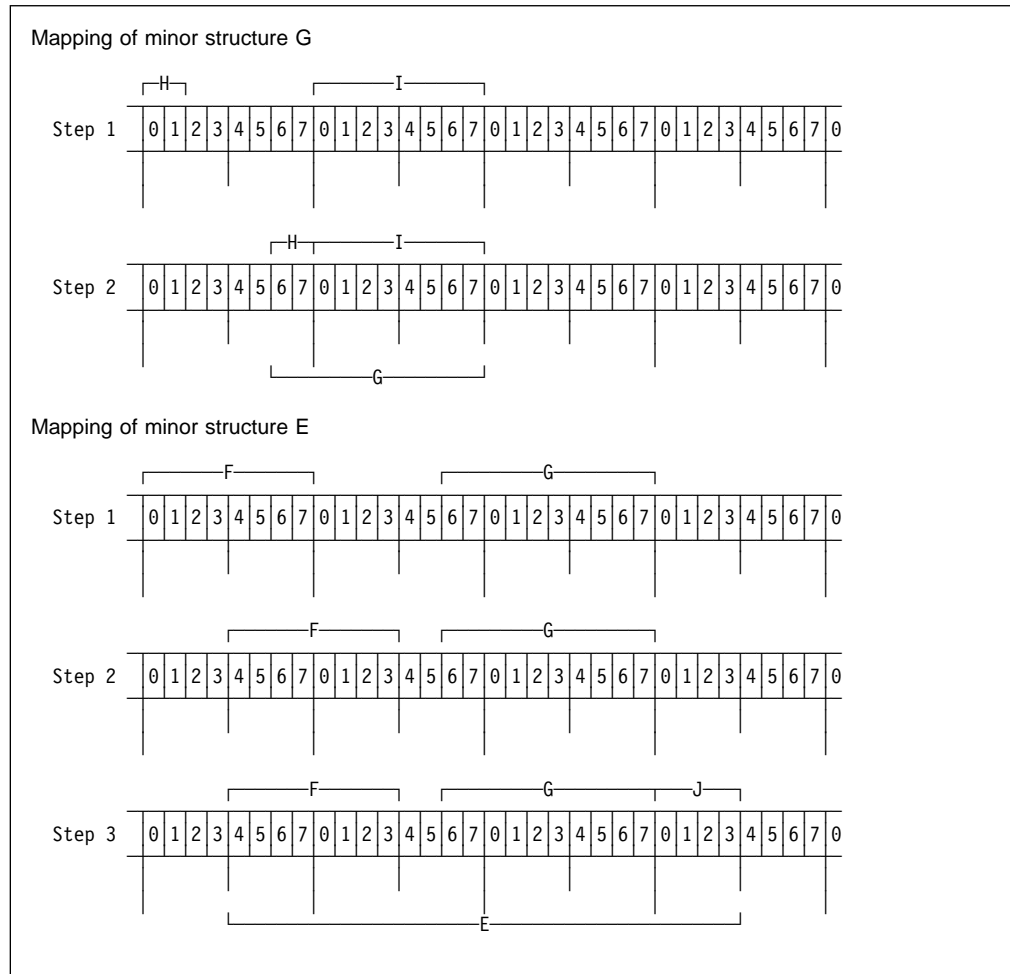 Mapping of minor structure G
H I
Step 1 0 1 2 3 4 5 6 7 0 1 2 3 4 5 6 7 0 1 2 3 4 5 6 7 0 1 2 3 4 5 6 7 0
H I
Step 2 0 1 2 3 4 5 6 7 0 1 2 3 4 5 6 7 0 1 2 3 4 5 6 7 0 1 2 3 4 5 6 7 0
G
Mapping of minor structure E
F G
Step 1 0 1 2 3 4 5 6 7 0 1 2 3 4 5 6 7 0 1 2 3 4 5 6 7 0 1 2 3 4 5 6 7 0
F G
Step 2 0 1 2 3 4 5 6 7 0 1 2 3 4 5 6 7 0 1 2 3 4 5 6 7 0 1 2 3 4 5 6 7 0
F G J
Step 3 0 1 2 3 4 5 6 7 0 1 2 3 4 5 6 7 0 1 2 3 4 5 6 7 0 1 2 3 4 5 6 7 0
E